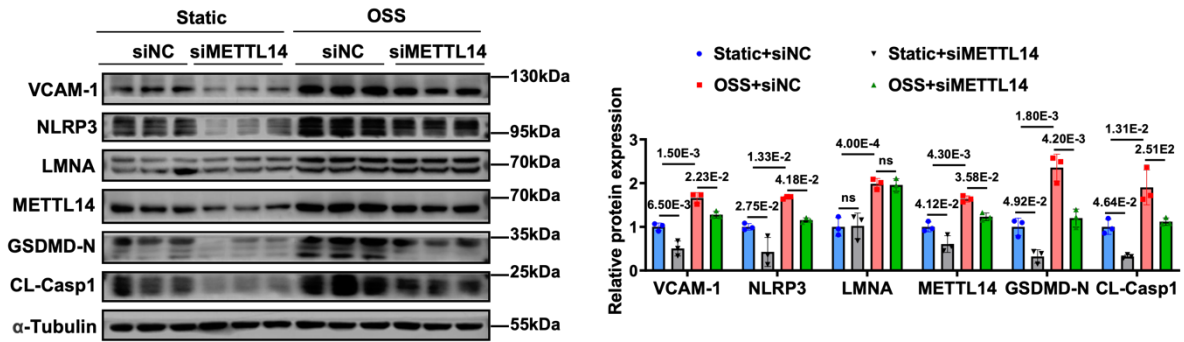 Static OSS
siNC siMETTL14 siNC siMETTL14
VCAM-1 130kDa
NLRP3 95kDa
LMNA 70kDa
METTL14 70kDa
GSDMD-N 35kDa
CL-Casp1 25kDa
α-Tubulin 55kDa
Static+siNC Static+siMETTL14
OSS+siNC OSS+siMETTL14
Relative protein expression
3
2
1
0
6.50E-3 1.50E-3 2.23E-2
2.75E-2 1.33E-2 4.18E-2
ns 4.00E-4 ns
4.12E-2 4.30E-3 3.58E-2
4.92E-2 1.80E-3 4.20E-3
4.64E-2 1.31E-2 2.51E2
VCAM-1 NLRP3 LMNA METTL14 GSDMD-N CL-Casp1